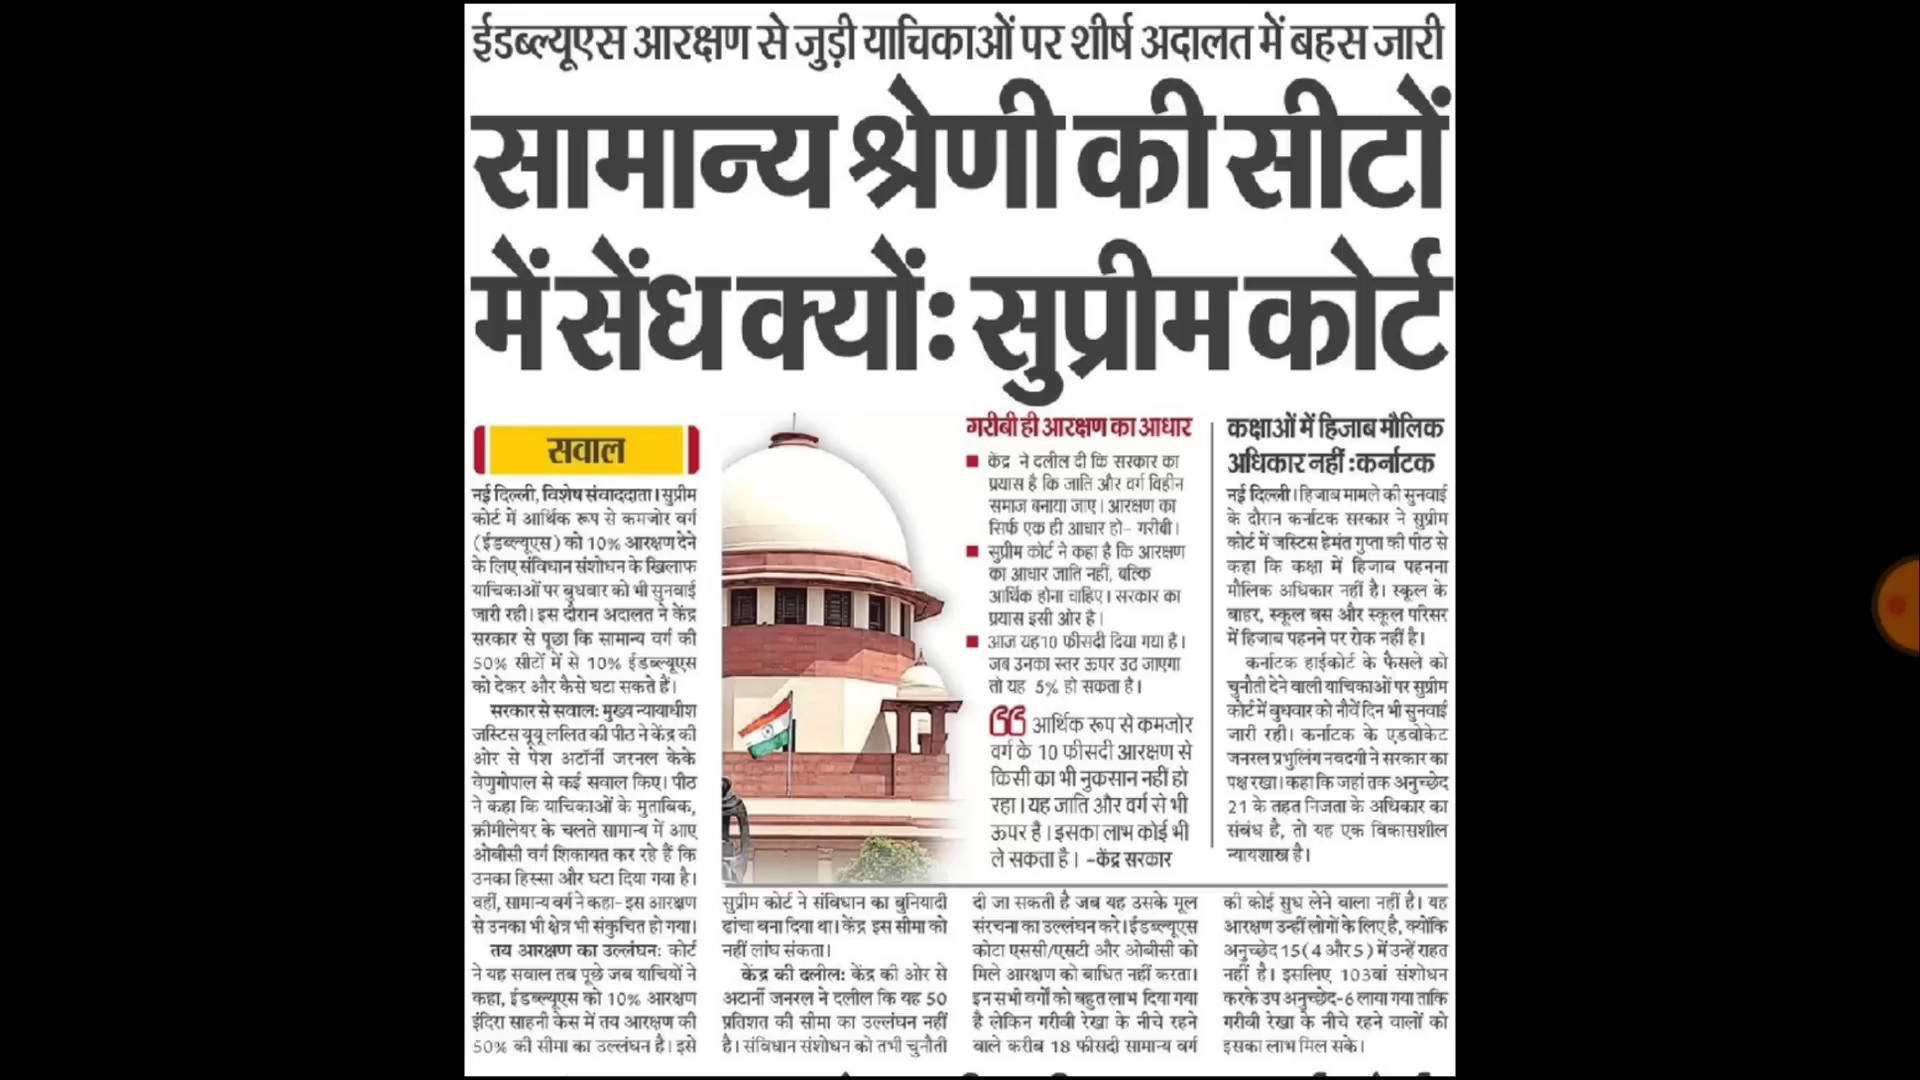 ईडब्ल्यूएस आरक्षण से जुड़ी याचिकाओं पर शीर्ष अदालत में बहस जारी
सामान्य श्रेणी की सीटों
में सेंध क्यों: सुप्रीम कोर्ट
सवाल
नई दिल्ली, विशेष संवाददाता। सुप्रीम
कोर्ट में आर्थिक रूप से कमजोर वर्ग
(ईडब्ल्यूएस) को 10% आरक्षण देने
के लिए संविधान संशोधन के खिलाफ
याचिकाओं पर बुधवार को भी सुनवाई
जारी रही। इस दौरान अदालत ने केंद्र
सरकार से पूछा कि सामान्य वर्ग की
50% सीटों में से 10% ईडब्ल्यूएस
को देकर और कैसे घटा सकते हैं।
सरकार से सवाल: मुख्य न्यायाधीश
जस्टिस यूयू ललित की पीठ ने केंद्र की
ओर से पेश अटॉर्नी जरनल केके
वेणुगोपाल से कई सवाल किए। पीठ
ने कहा कि याचिकाओं के मुताबिक,
क्रीमीलेयर के चलते सामान्य में आए
ओबीसी वर्ग शिकायत कर रहे हैं कि
उनका हिस्सा और घटा दिया गया है।
वहीं, सामान्य वर्ग ने कहा- इस आरक्षण
से उनका भी क्षेत्र भी संकुचित हो गया।
तय आरक्षण का उल्लंघन: कोर्ट
ने यह सवाल तब पूछे जब याचियों ने
कहा, ईडब्ल्यूएस को 10% आरक्षण
इंदिरा साहनी केस में तय आरक्षण की
50% की सीमा का उल्लंघन है। इसे
सुप्रीम कोर्ट ने संविधान का बुनियादी
ढांचा बना दिया था। केंद्र इस सीमा को
नहीं लांघ संकता।
केंद्र की दलील: केंद्र की ओर से
अटार्नी जनरल ने दलील कि यह 50
प्रतिशत की सीमा का उल्लंघन नहीं
है। संविधान संशोधन को तभी चुनौती
दी जा सकती है जब यह उसके मूल
संरचना का उल्लंघन करे। ईडब्ल्यूएस
कोटा एससी/एसटी और ओबीसी को
मिले आरक्षण को बाधित नहीं करता।
इन सभी वर्गों को बहुत लाभ दिया गया
है लेकिन गरीबी रेखा के नीचे रहने
वाले करीब 18 फीसदी सामान्य वर्ग
की कोई सुध लेने वाला नहीं है। यह
आरक्षण उन्हीं लोगों के लिए है, क्योंकि
अनुच्छेद 15(4 और 5) में उन्हें राहत
नहीं है। इसलिए 103वां संशोधन
करके उप अनुच्छेद-6 लाया गया ताकि
गरीबी रेखा के नीचे रहने वालों को
इसका लाभ मिल सके।
गरीबी ही आरक्षण का आधार
केंद्र ने दलील दी कि सरकार का
प्रयास है कि जाति और वर्ग विहीन
समाज बनाया जाए। आरक्षण का
सिर्फ एक ही आधार हो- गरीबी।
सुप्रीम कोर्ट ने कहा है कि आरक्षण
का आधार जाति नहीं, बल्कि
आर्थिक होना चाहिए। सरकार का
प्रयास इसी ओर है।
आज यह 10 फीसदी दिया गया है।
जब उनका स्तर ऊपर उठ जाएगा
तो यह 5% हो सकता है।
आर्थिक रूप से कमजोर
वर्ग के 10 फीसदी आरक्षण से
किसी का भी नुकसान नहीं हो
रहा। यह जाति और वर्ग से भी
ऊपर है। इसका लाभ कोई भी
ले सकता है। -केंद्र सरकार
कक्षाओं में हिजाब मौलिक
अधिकार नहीं :कर्नाटक
नई दिल्ली। हिजाब मामले की सुनवाई
के दौरान कर्नाटक सरकार ने सुप्रीम
कोर्ट में जस्टिस हेमंत गुप्ता की पीठ से
कहा कि कक्षा में हिजाब पहनना
मौलिक अधिकार नहीं है। स्कूल के
बाहर, स्कूल बस और स्कूल परिसर
में हिजाब पहनने पर रोक नहीं है।
कर्नाटक हाईकोर्ट के फैसले को
चुनौती देने वाली याचिकाओं पर सुप्रीम
कोर्ट में बुधवार को नौवें दिन भी सुनवाई
जारी रही। कर्नाटक के एडवोकेट
जनरल प्रभुलिंग नवदगी ने सरकार का
पक्ष रखा। कहा कि जहां तक अनुच्छेद
21 के तहत निजता के अधिकार का
संबंध है, तो यह एक विकासशील
न्यायशास्त्र है।